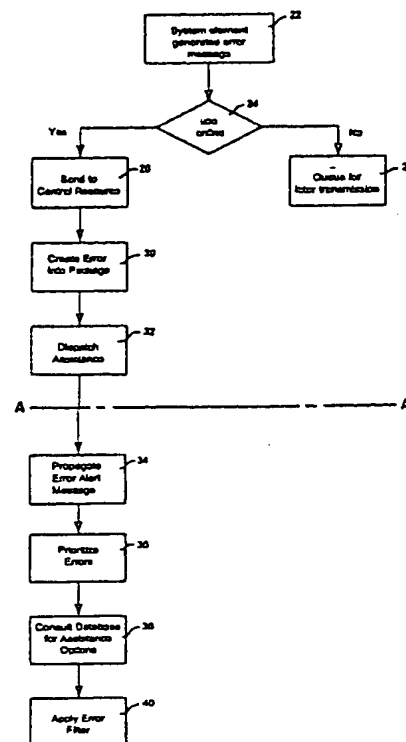 22
System element
generates error
message
24
Yes
No
Send to
Central Resource
28
Queue for
later transmission
Create Error
Info Package
30
Dispatch
Assistance
32
A
A
Propagate
Error Alert
Message
34
Prioritize
Errors
36
Consult Database
for Assistance
Options
38
Apply Error
Filter
40